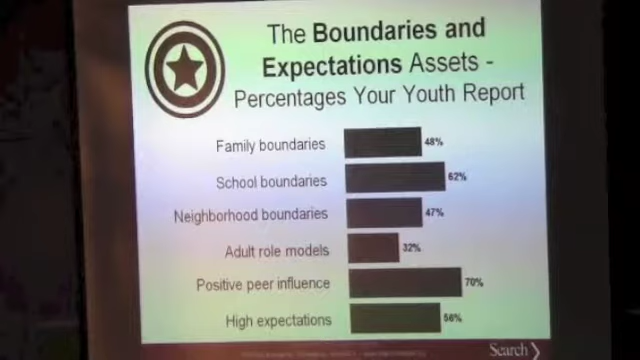 The Boundaries and
Expectations Assets -
Percentages Your Youth Report
Family boundaries 48%
School boundaries 62%
Neighborhood boundaries 47%
Adult role models 32%
Positive peer influence 70%
High expectations 56%
Search